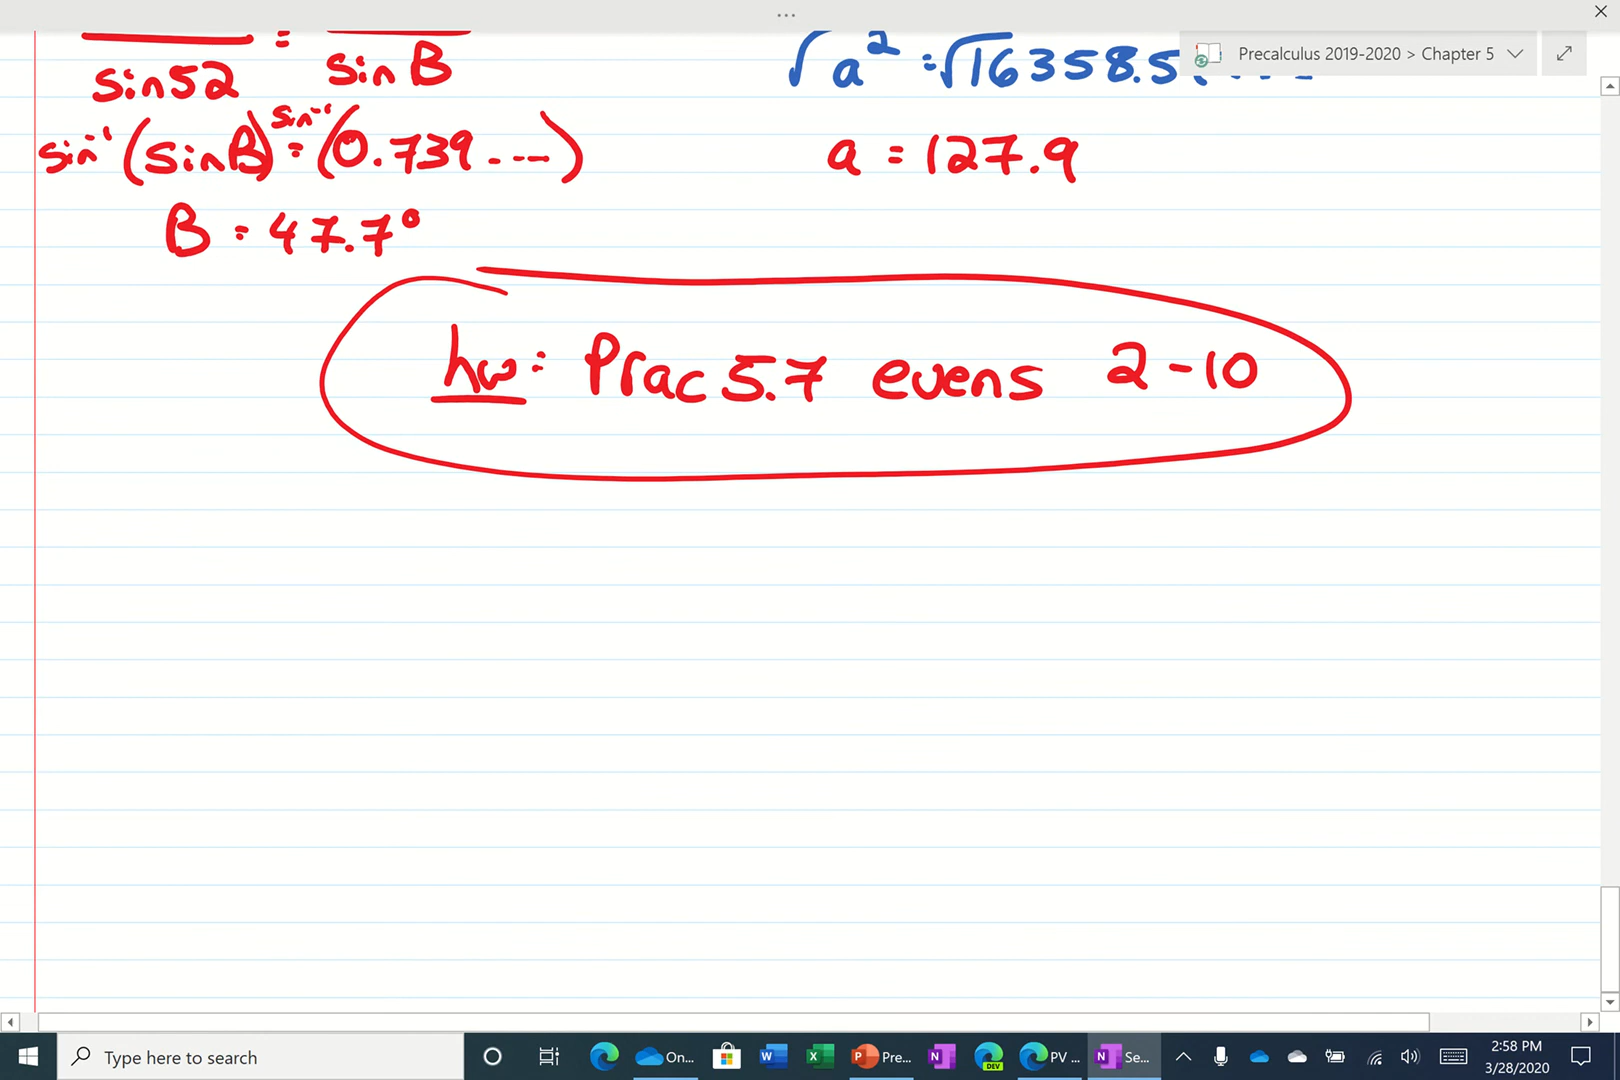 Precalculus 2019-2020 > Chapter 5
sin52 = sin B
√a² = √16358.5
sin⁻¹(sinB) = sin⁻¹(0.739.---)
a = 127.9
B = 47.7°
hw: Prac 5.7 evens 2-10
Type here to search
On...
DEV
Pre...
PV ...
Se...
2:58 PM
3/28/2020